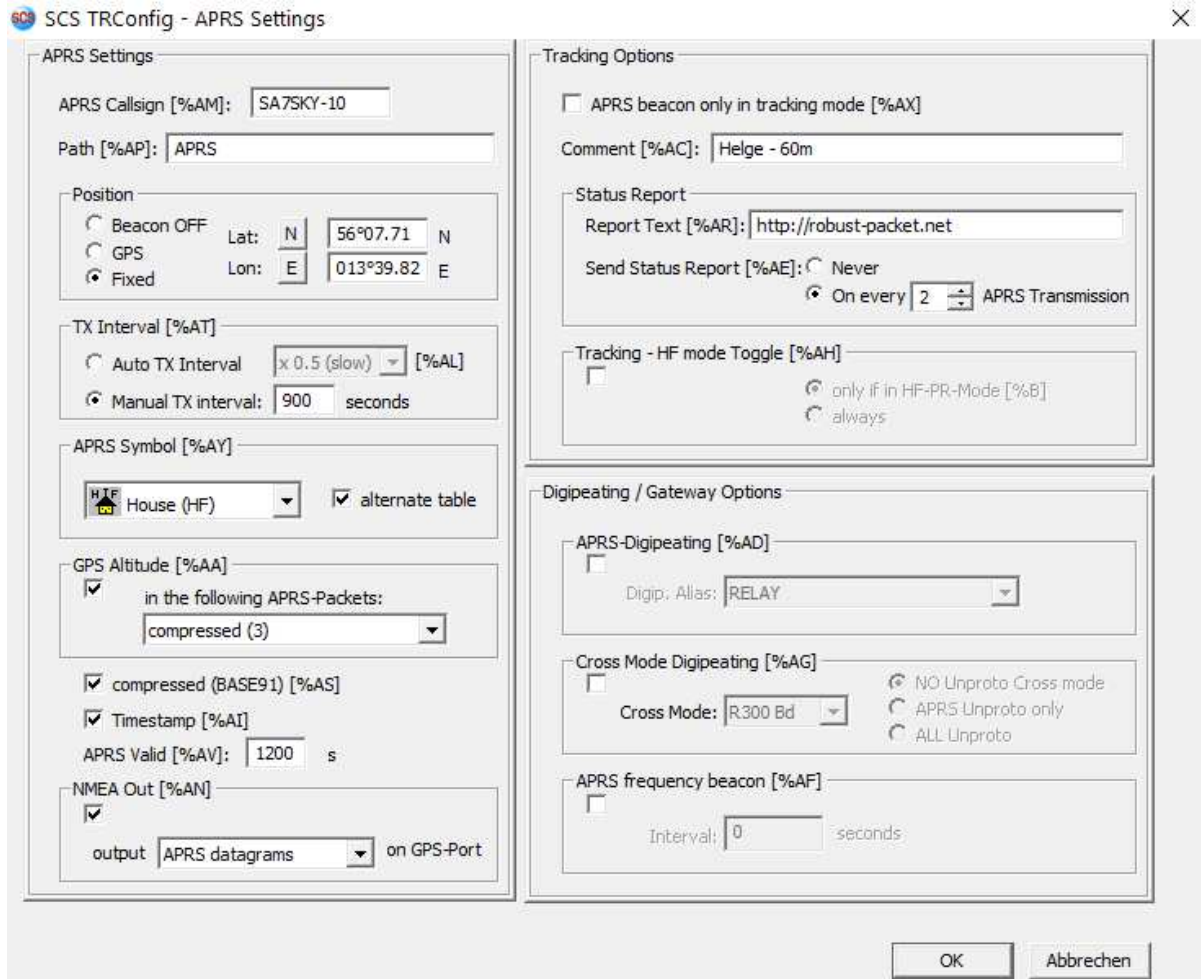 SCS TRConfig - APRS Settings
APRS Settings
APRS Callsign [%AM]: SA7SKY-10
Path [%AP]: APRS
Position
Beacon OFF
GPS
Fixed
Lat: N 56°07.71 N
Lon: E 013°39.82 E
TX Interval [%AT]
Auto TX Interval x 0.5 (slow) [%AL]
Manual TX interval: 900 seconds
APRS Symbol [%AY]
House (HF) alternate table
GPS Altitude [%AA]
in the following APRS-Packets:
compressed (3)
compressed (BASE91) [%AS]
Timestamp [%AI]
APRS Valid [%AV]: 1200 s
NMEA Out [%AN]
output APRS datagrams on GPS-Port
Tracking Options
APRS beacon only in tracking mode [%AX]
Comment [%AC]: Helge - 60m
Status Report
Report Text [%AR]: http://robust-packet.net
Send Status Report [%AE]: Never
On every 2 APRS Transmission
Tracking - HF mode Toggle [%AH]
only if in HF-PR-Mode [%B]
always
Digipeating / Gateway Options
APRS-Digipeating [%AD]
Digip. Alias: RELAY
Cross Mode Digipeating [%AG]
Cross Mode: R300 Bd
NO Unproto Cross mode
APRS Unproto only
ALL Unproto
APRS frequency beacon [%AF]
Interval: 0 seconds
OK
Abbrechen